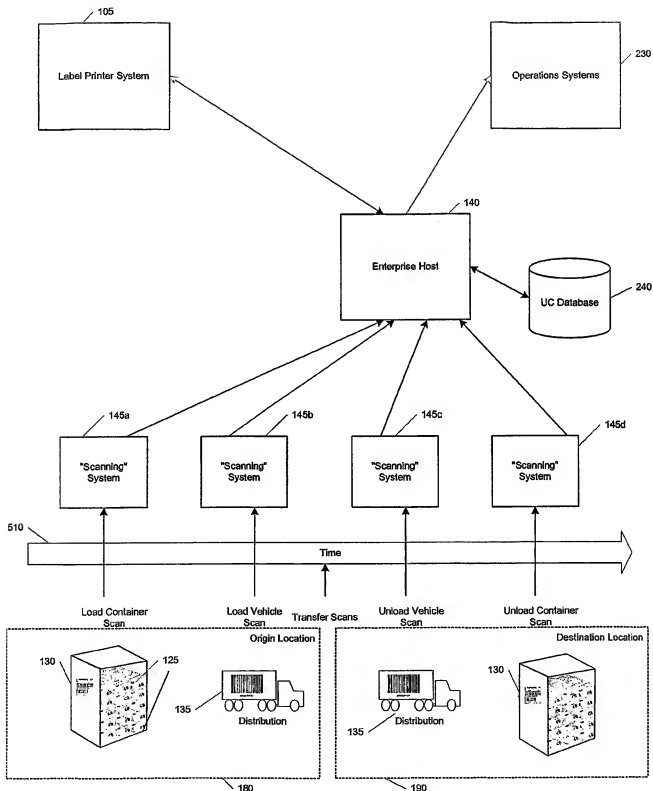 105
Label Printer System
230
Operations Systems
140
Enterprise Host
UC Database
240
145a
"Scanning"
System
145b
"Scanning"
System
145c
"Scanning"
System
145d
"Scanning"
System
510
Time
Load Container
Scan
Load Vehicle
Scan
Transfer Scans
Unload Vehicle
Scan
Unload Container
Scan
Origin Location
130
125
135
Distribution
180
Destination Location
135
Distribution
130
190